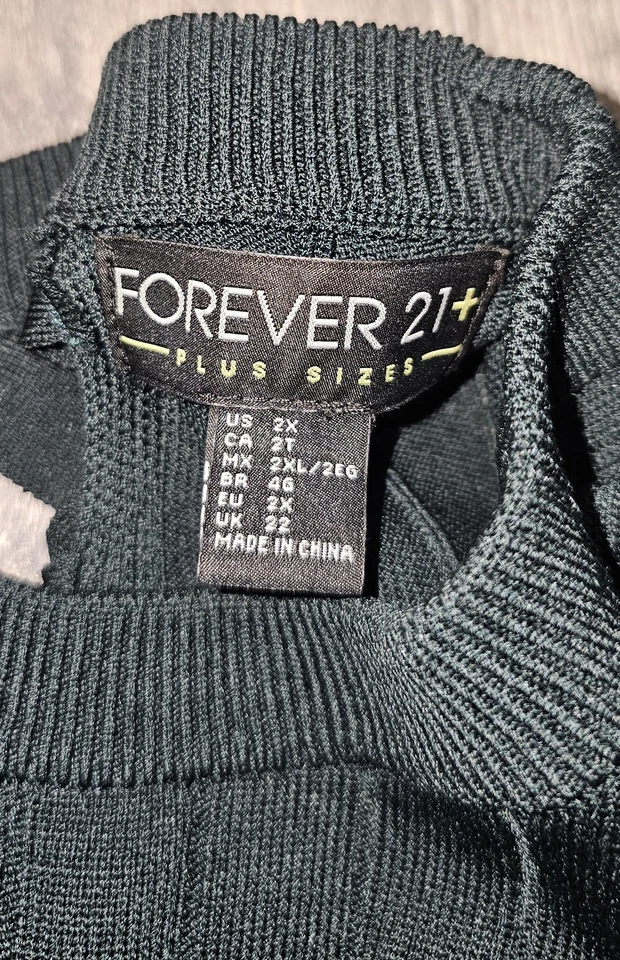 FOREVER 21+
PLUS SIZES
US 2X
CA 2T
MX 2XL/2EG
BR 46
EU 2X
UK 22
MADE IN CHINA